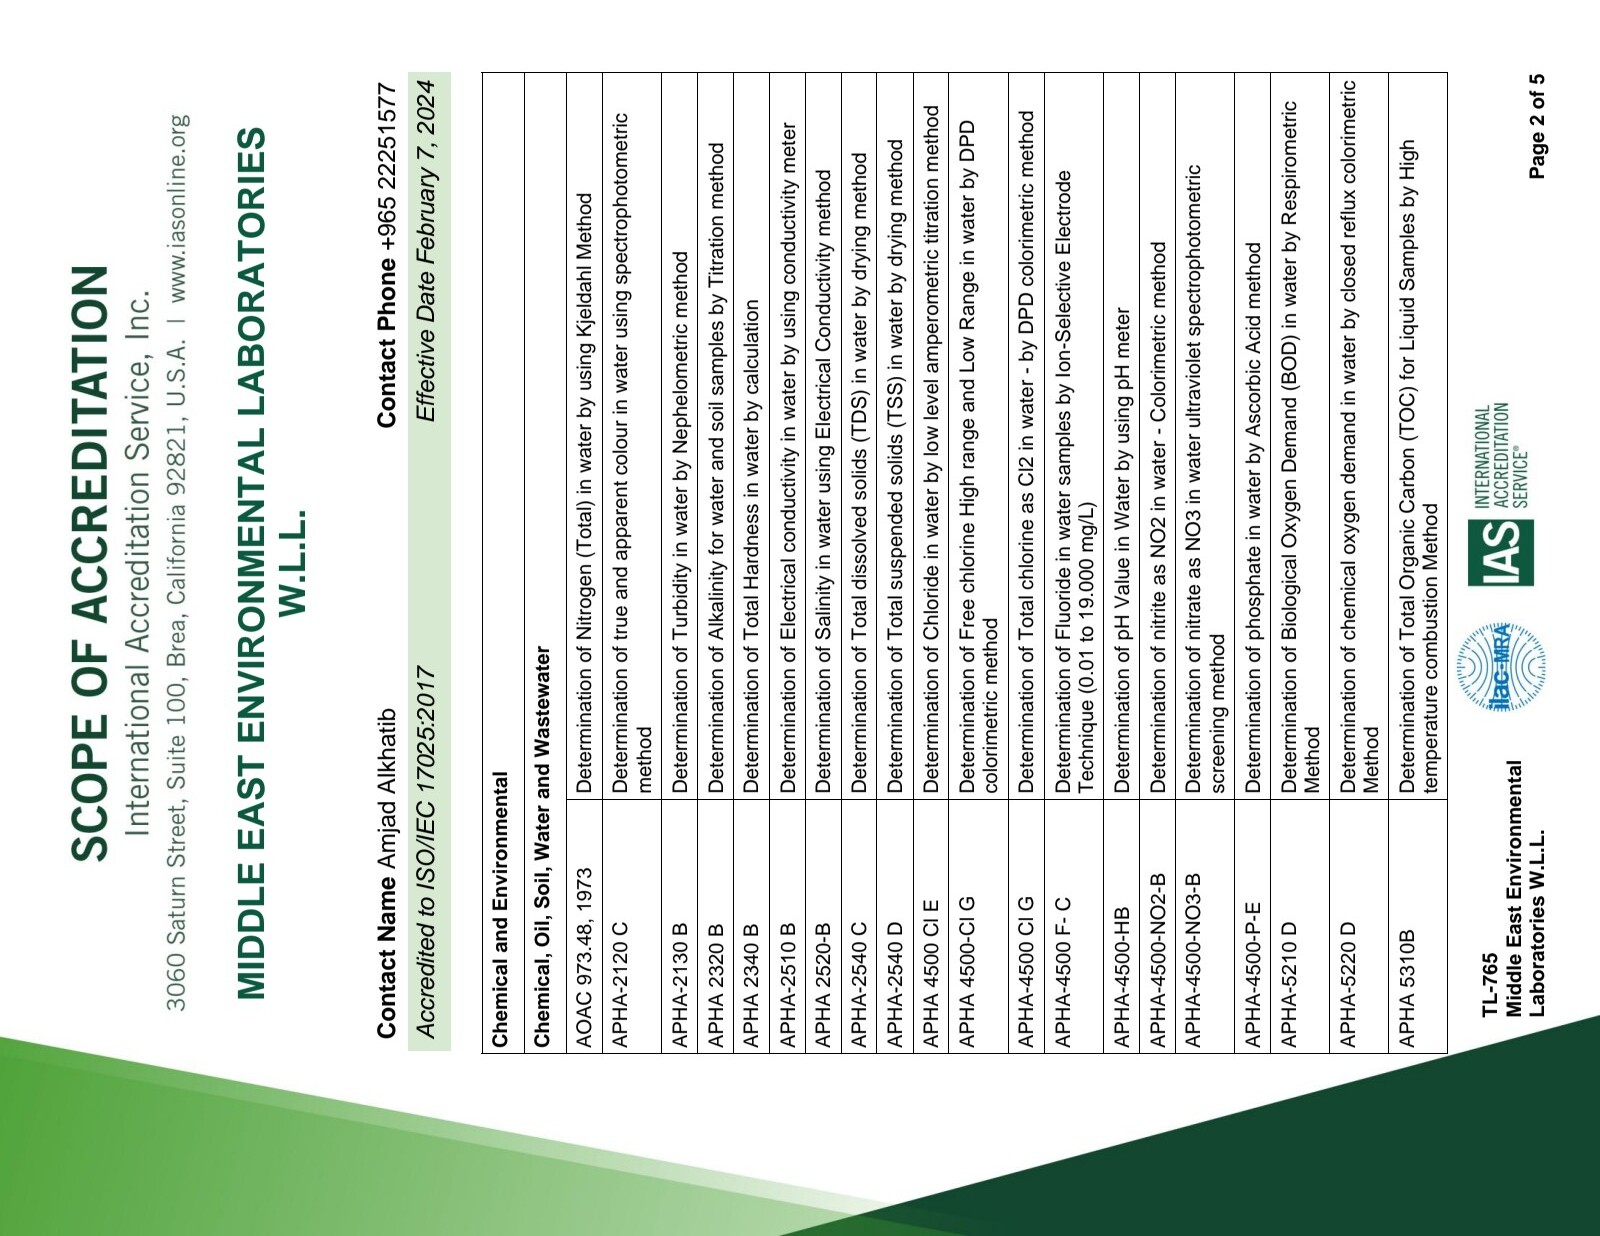 SCOPE OF ACCREDITATION
International Accreditation Service, Inc.
3060 Saturn Street, Suite 100, Brea, California 92821, U.S.A. | www.iasonline.org
MIDDLE EAST ENVIRONMENTAL LABORATORIES
W.L.L.
Contact Name Amjad Alkhatib Contact Phone +965 22251577
Accredited to ISO/IEC 17025:2017 Effective Date February 7, 2024
Chemical and Environmental
Chemical, Oil, Soil, Water and Wastewater
AOAC 973.48, 1973 Determination of Nitrogen (Total) in water by using Kjeldahl Method
APHA-2120 C Determination of true and apparent colour in water using spectrophotometric
method
APHA-2130 B Determination of Turbidity in water by Nephelometric method
APHA 2320 B Determination of Alkalinity for water and soil samples by Titration method
APHA 2340 B Determination of Total Hardness in water by calculation
APHA-2510 B Determination of Electrical conductivity in water by using conductivity meter
APHA 2520-B Determination of Salinity in water using Electrical Conductivity method
APHA-2540 C Determination of Total dissolved solids (TDS) in water by drying method
APHA-2540 D Determination of Total suspended solids (TSS) in water by drying method
APHA 4500 Cl E Determination of Chloride in water by low level amperometric titration method
APHA 4500-Cl G Determination of Free chlorine High range and Low Range in water by DPD
colorimetric method
APHA-4500 Cl G Determination of Total chlorine as Cl2 in water - by DPD colorimetric method
APHA-4500 F- C Determination of Fluoride in water samples by Ion-Selective Electrode
Technique (0.01 to 19.000 mg/L)
APHA-4500-HB Determination of pH Value in Water by using pH meter
APHA-4500-NO2-B Determination of nitrite as NO2 in water - Colorimetric method
APHA-4500-NO3-B Determination of nitrate as NO3 in water ultraviolet spectrophotometric
screening method
APHA-4500-P-E Determination of phosphate in water by Ascorbic Acid method
APHA-5210 D Determination of Biological Oxygen Demand (BOD) in water by Respirometric
Method
APHA-5220 D Determination of chemical oxygen demand in water by closed reflux colorimetric
Method
APHA 5310B Determination of Total Organic Carbon (TOC) for Liquid Samples by High
temperature combustion Method
TL-765
Middle East Environmental
Laboratories W.L.L.
ilac-MRA
IAS
INTERNATIONAL
ACCREDITATION
SERVICE®
Page 2 of 5